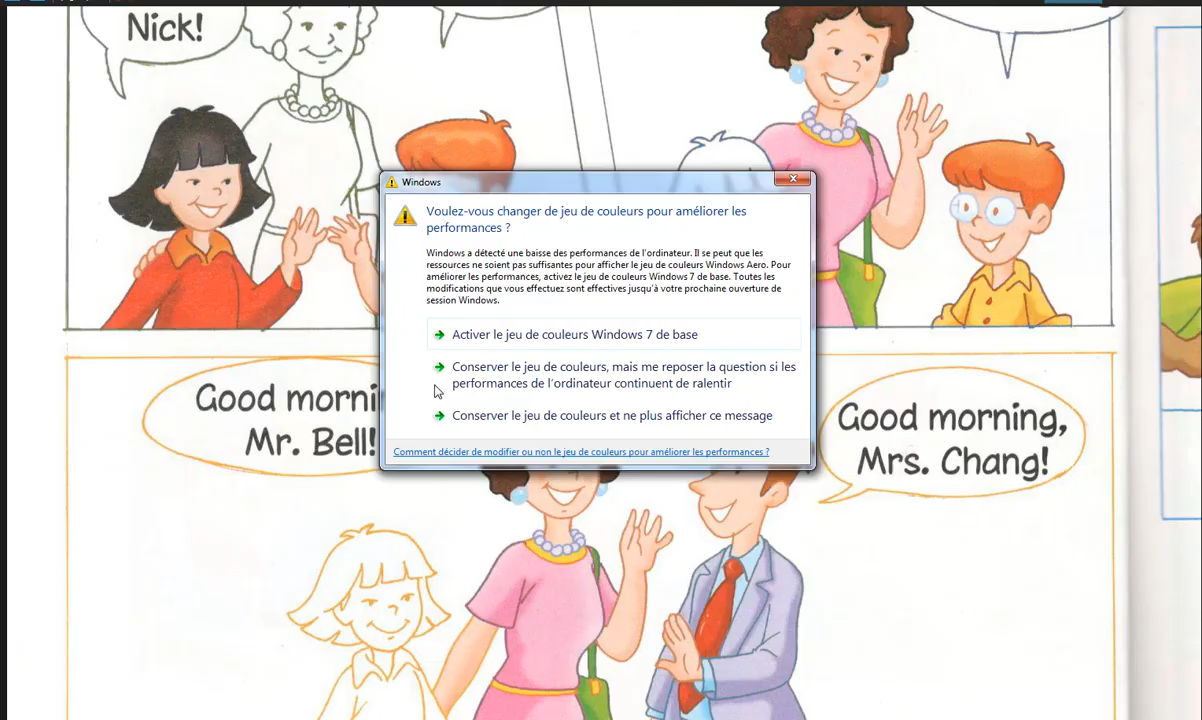 Nick!
Windows
Voulez-vous changer de jeu de couleurs pour améliorer les
performances ?
Windows a détecté une baisse des performances de l'ordinateur. Il se peut que les
ressources ne soient pas suffisantes pour afficher le jeu de couleurs Windows Aero. Pour
améliorer les performances, activez le jeu de couleurs Windows 7 de base. Toutes les
modifications que vous effectuez sont effectives jusqu'à votre prochaine ouverture de
session Windows.
Activer le jeu de couleurs Windows 7 de base
Conserver le jeu de couleurs, mais me reposer la question si les
performances de l'ordinateur continuent de ralentir
Conserver le jeu de couleurs et ne plus afficher ce message
Comment décider de modifier ou non le jeu de couleurs pour améliorer les performances ?
Good morni
Mr. Bell!
Good morning,
Mrs. Chang!